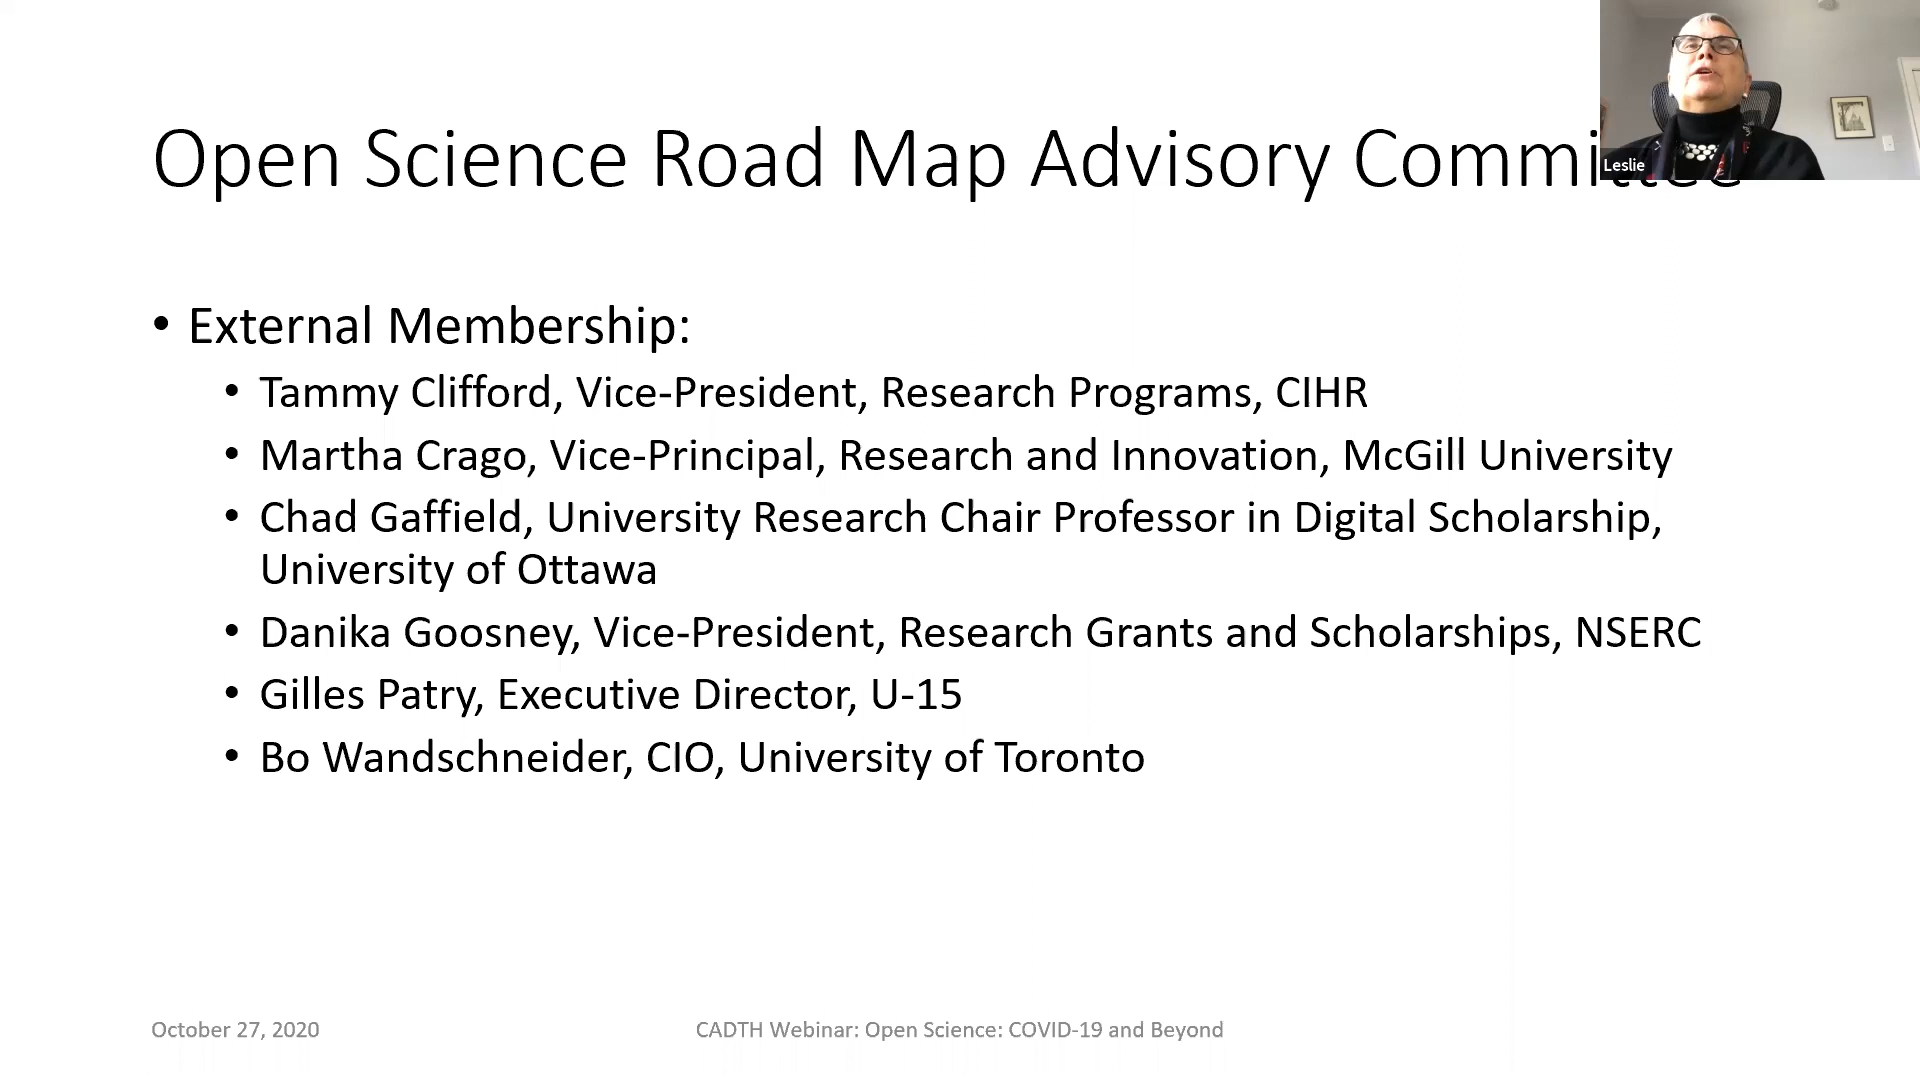 Open Science Road Map Advisory Committee
Leslie
• External Membership:
• Tammy Clifford, Vice-President, Research Programs, CIHR
• Martha Crago, Vice-Principal, Research and Innovation, McGill University
• Chad Gaffield, University Research Chair Professor in Digital Scholarship,
University of Ottawa
• Danika Goosney, Vice-President, Research Grants and Scholarships, NSERC
• Gilles Patry, Executive Director, U-15
• Bo Wandschneider, CIO, University of Toronto
October 27, 2020
CADTH Webinar: Open Science: COVID-19 and Beyond